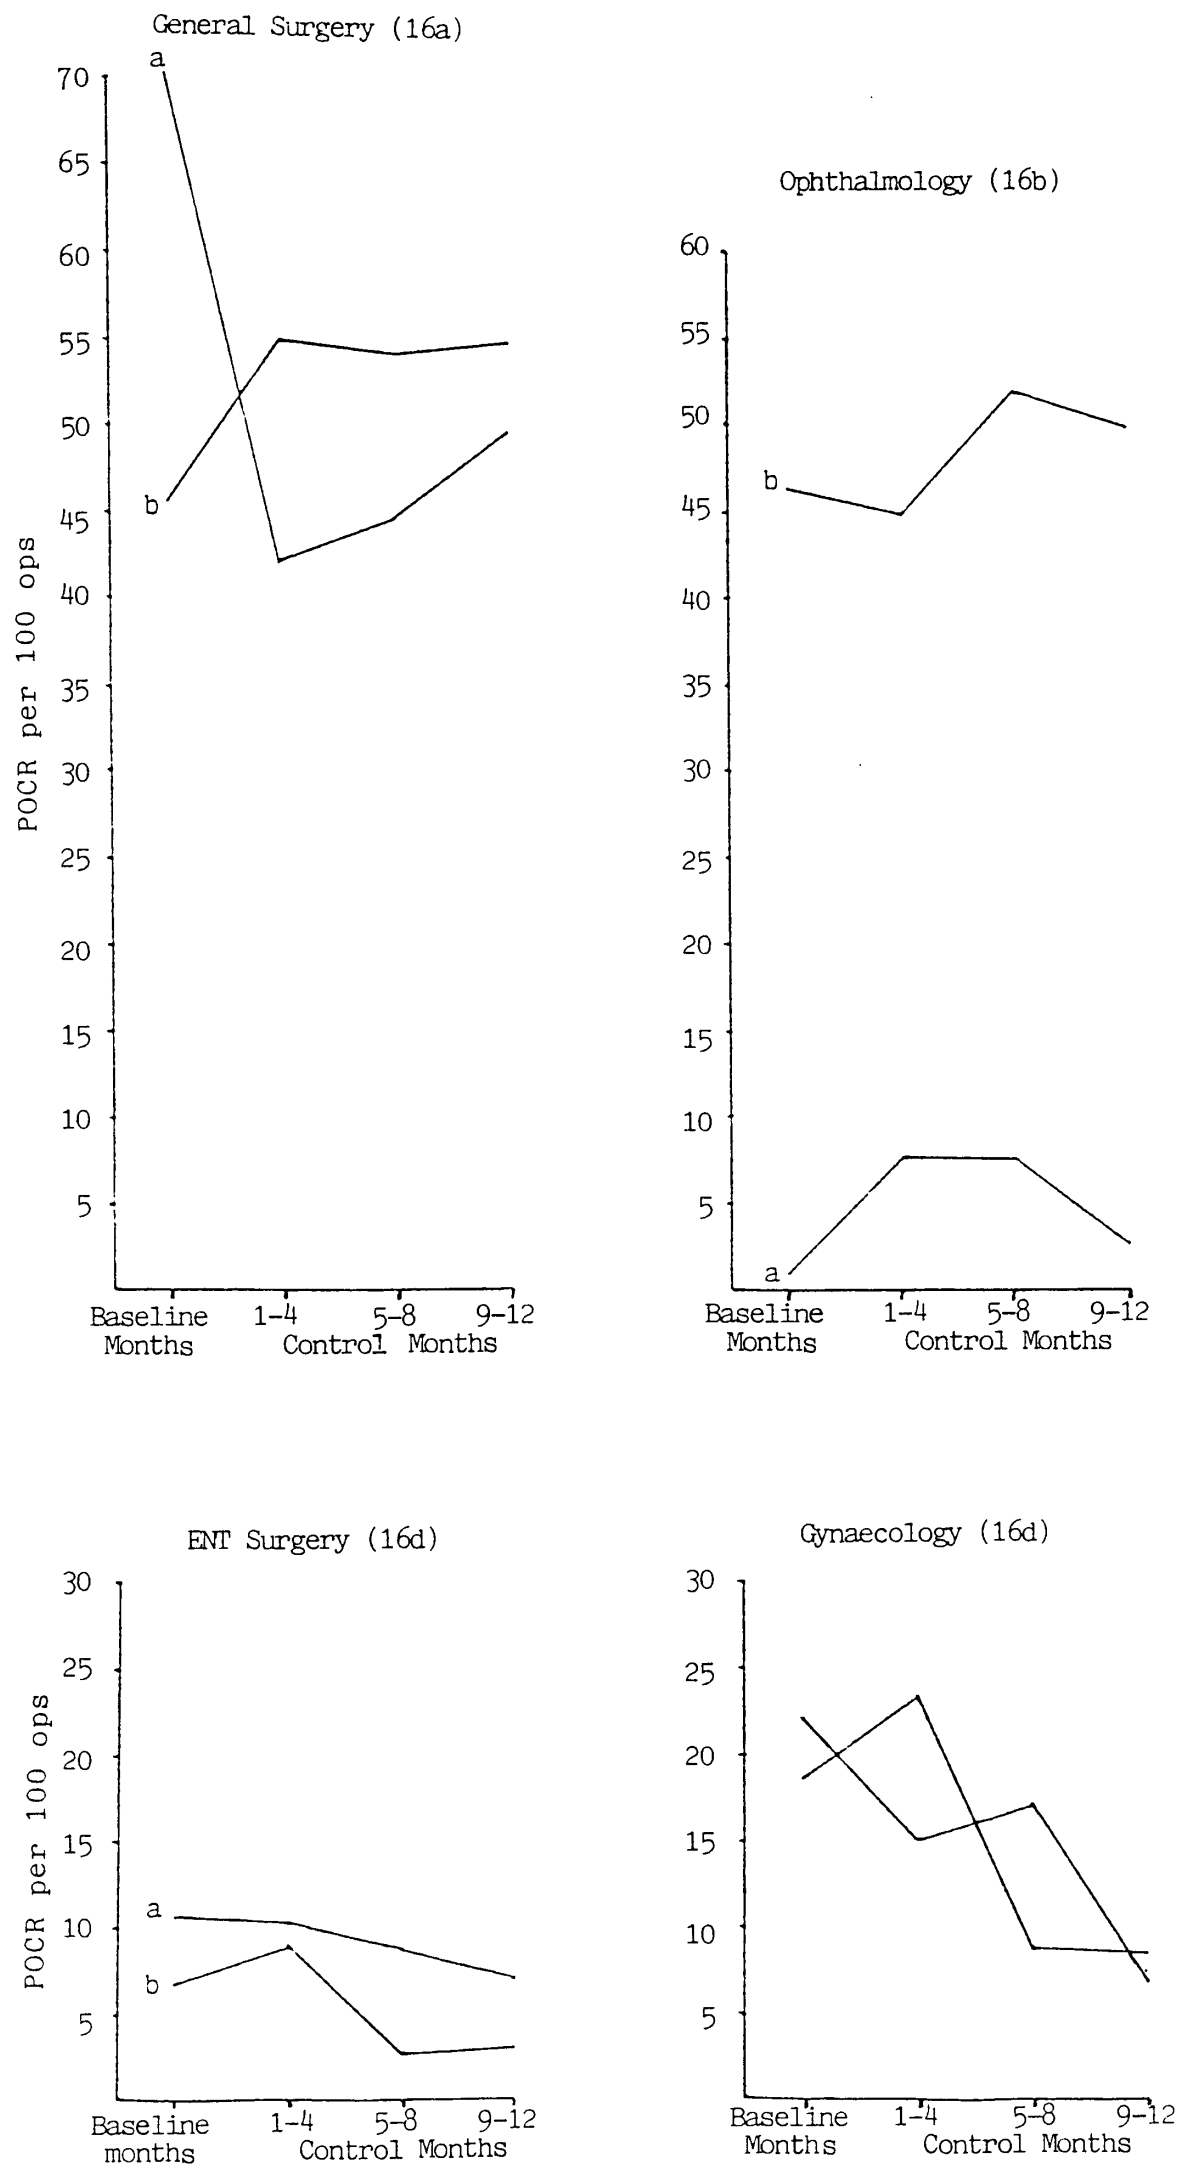 General Surgery (16a)
a
70
65
60
55
50
b
45
40
35
30
25
20
15
10
5
POCR per 100 ops
Baseline 1-4 5-8 9-12
Months Control Months
Ophthalmology (16b)
60
55
50
b
45
40
35
30
25
20
15
10
5
a
Baseline 1-4 5-8 9-12
Months Control Months
ENT Surgery (16d)
30
25
20
15
a
10
b
5
POCR per 100 ops
Baseline 1-4 5-8 9-12
months Control Months
Gynaecology (16d)
30
25
20
15
10
5
Baseline 1-4 5-8 9-12
Months Control Months